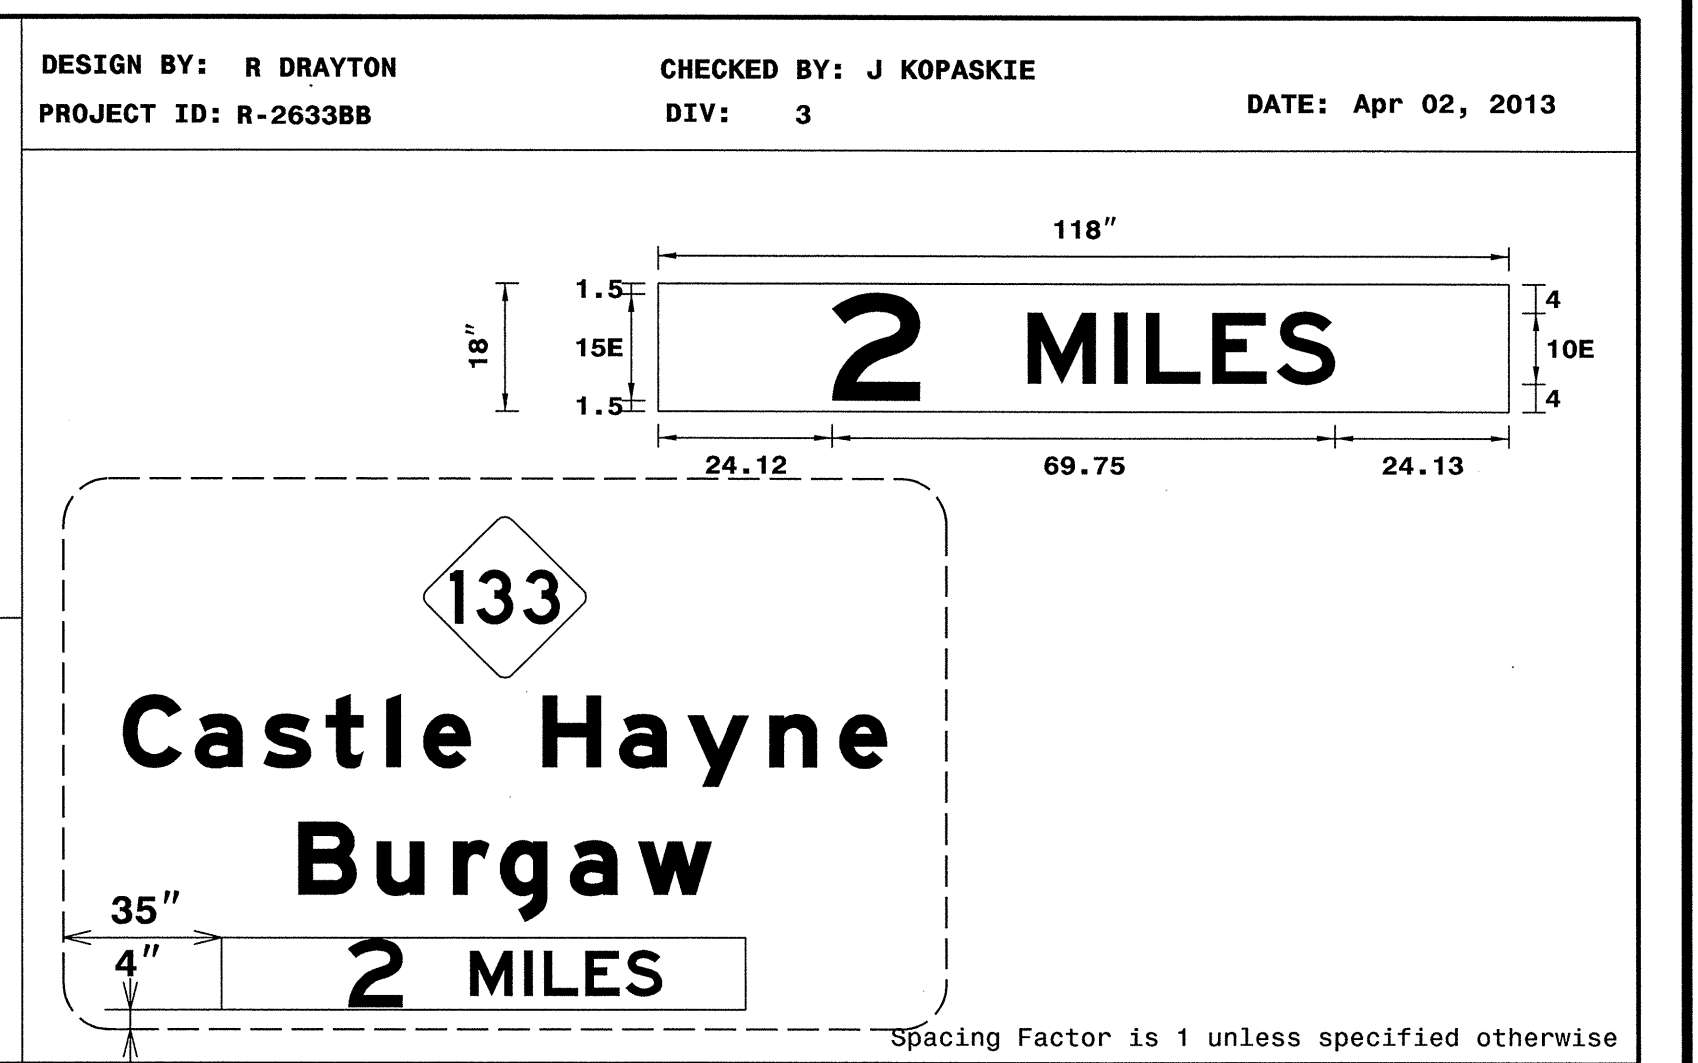 DESIGN BY: R DRAYTON CHECKED BY: J KOPASKIE
PROJECT ID: R-2633BB DIV: 3 DATE: Apr 02, 2013
118"
18"
1.5
15E
1.5
2 MILES
4
10E
4
24.12 69.75 24.13
133
Castle Hayne
Burgaw
35"
4"
2 MILES
Spacing Factor is 1 unless specified otherwise